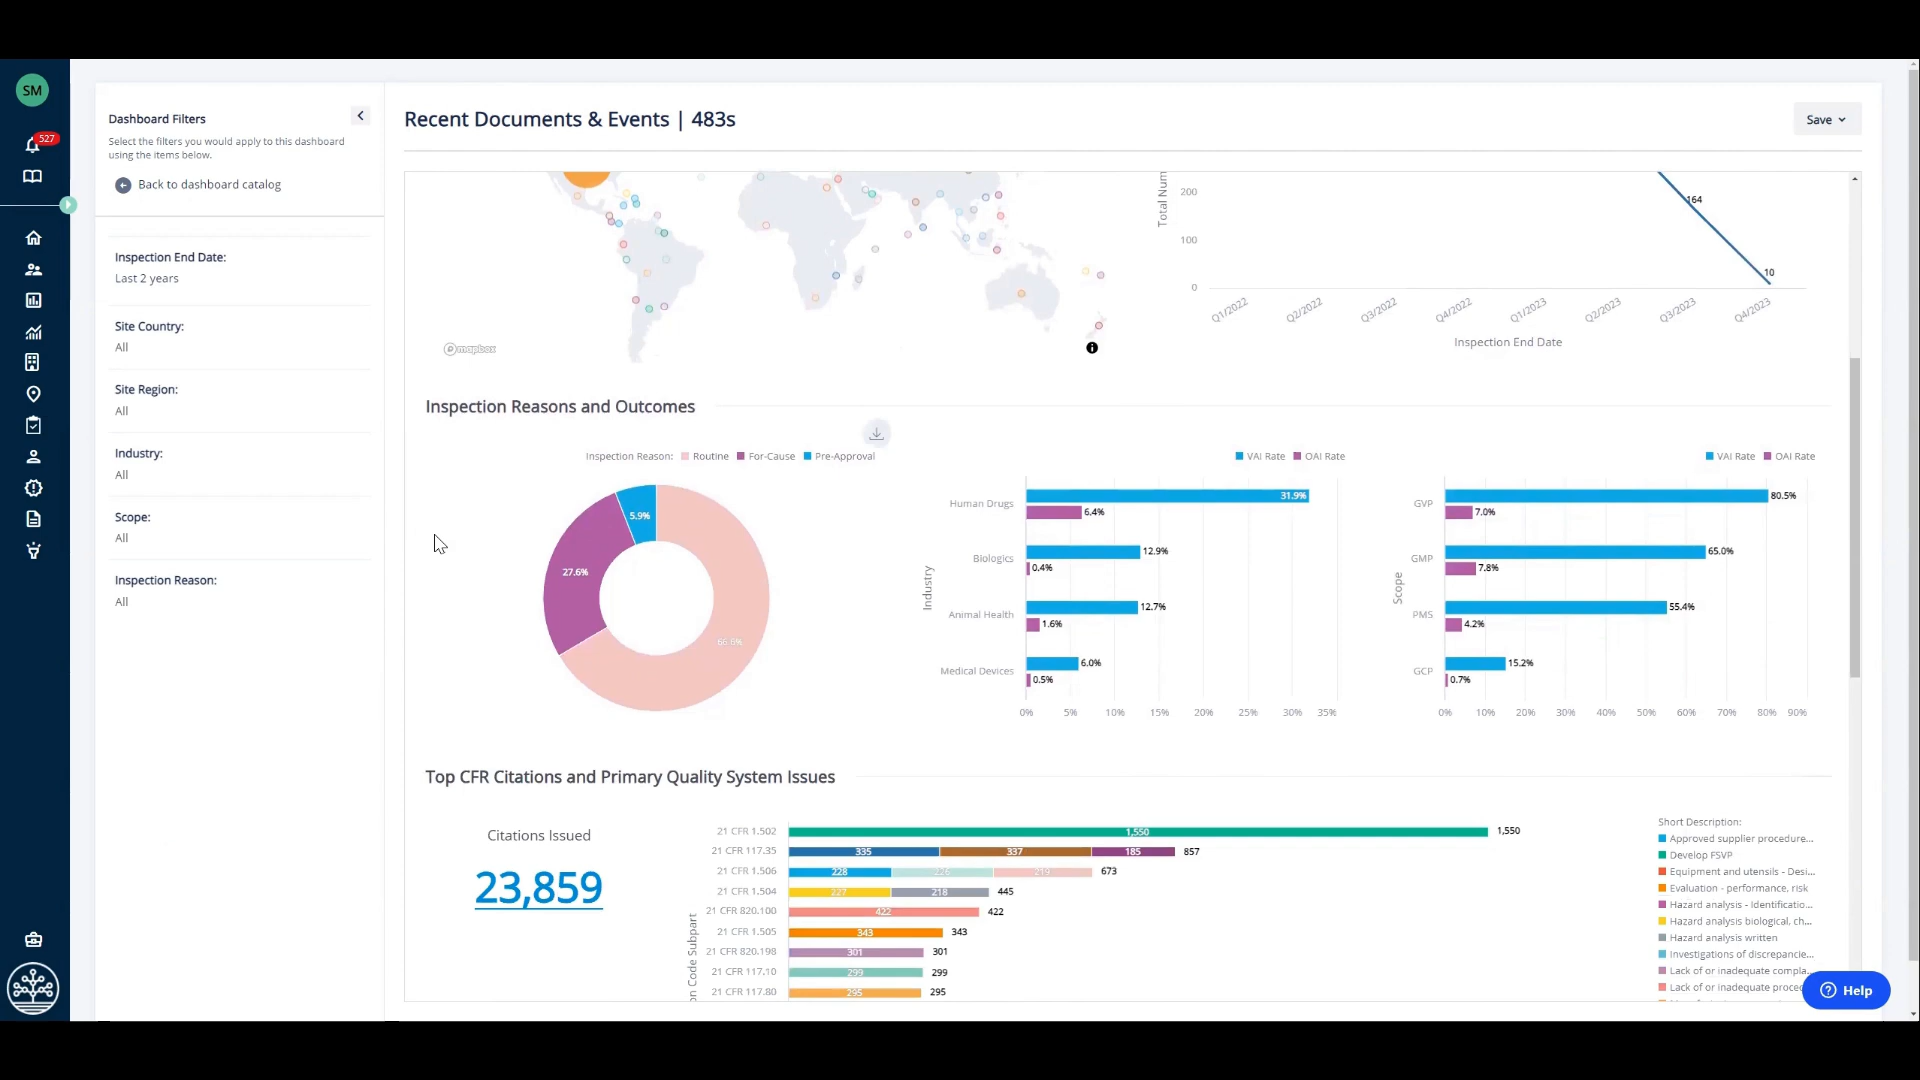 SM
527
Dashboard Filters
Select the filters you would apply to this dashboard
using the items below.
Back to dashboard catalog
Inspection End Date:
Last 2 years
Site Country:
All
Site Region:
All
Industry:
All
Scope:
All
Inspection Reason:
All
Recent Documents & Events | 483s
Save
mapbox
Total Num
200
100
0
164
10
Q1/2022
Q2/2022
Q3/2022
Q4/2022
Q1/2023
Q2/2023
Q3/2023
Q4/2023
Inspection End Date
Inspection Reasons and Outcomes
Inspection Reason: Routine For-Cause Pre-Approval
5.9%
27.6%
66.6%
VAI Rate OAI Rate
Industry
Human Drugs 31.9%
6.4%
Biologics 12.9%
0.4%
Animal Health 12.7%
1.6%
Medical Devices 6.0%
0.5%
0% 5% 10% 15% 20% 25% 30% 35%
VAI Rate OAI Rate
Scope
GVP 80.5%
7.0%
GMP 65.0%
7.8%
PMS 55.4%
4.2%
GCP 15.2%
0.7%
0% 10% 20% 30% 40% 50% 60% 70% 80% 90%
Top CFR Citations and Primary Quality System Issues
Citations Issued
23,859
on Code Subpart
21 CFR 1.502 1,550 1,550
21 CFR 117.35 335 337 185 857
21 CFR 1.506 228 226 219 673
21 CFR 1.504 227 218 445
21 CFR 820.100 422 422
21 CFR 1.505 343 343
21 CFR 820.198 301 301
21 CFR 117.10 299 299
21 CFR 117.80 295 295
Short Description:
Approved supplier procedure...
Develop FSVP
Equipment and utensils - Desi...
Evaluation - performance, risk
Hazard analysis - Identificatio...
Hazard analysis biological, ch...
Hazard analysis written
Investigations of discrepancie...
Lack of or inadequate compla...
Lack of or inadequate proced
Help